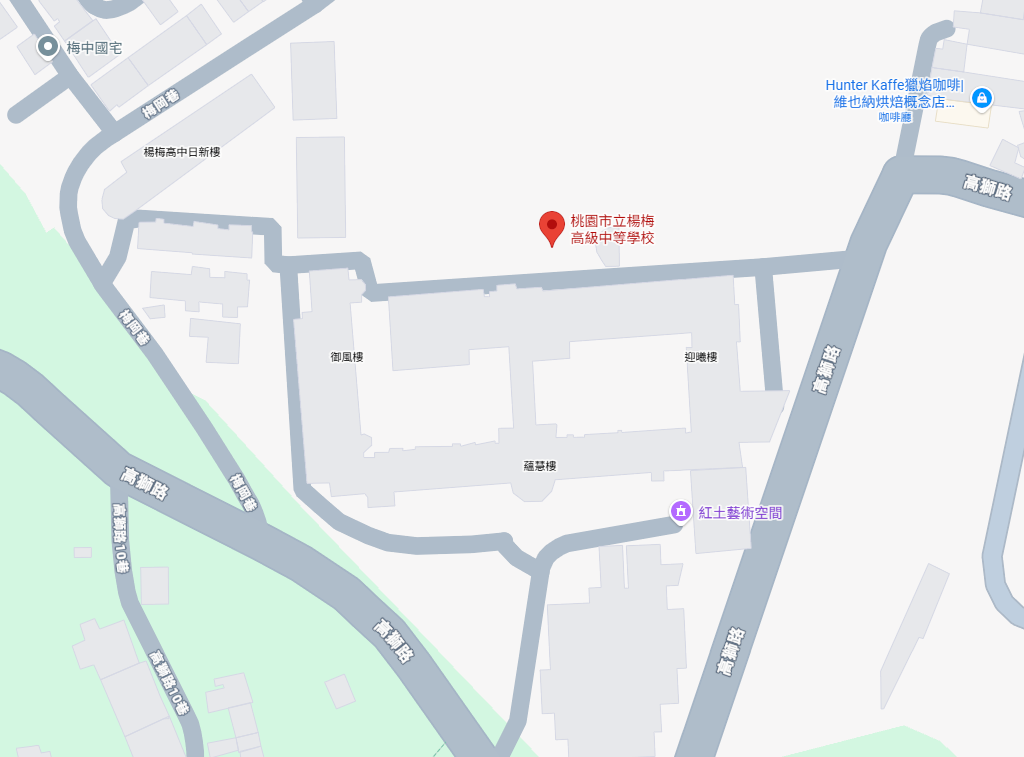 梅中國宅
Hunter Kaffe獵焰咖啡|
維也納烘焙概念店...
咖啡廳
梅岡巷
楊梅高中日新樓
高獅路
桃園市立楊梅
高級中等學校
梅岡巷
御風樓
迎曦樓
高獅路
蘊慧樓
高獅路
梅岡巷
紅土藝術空間
高獅路10巷
高獅路
高獅路
高獅路10巷